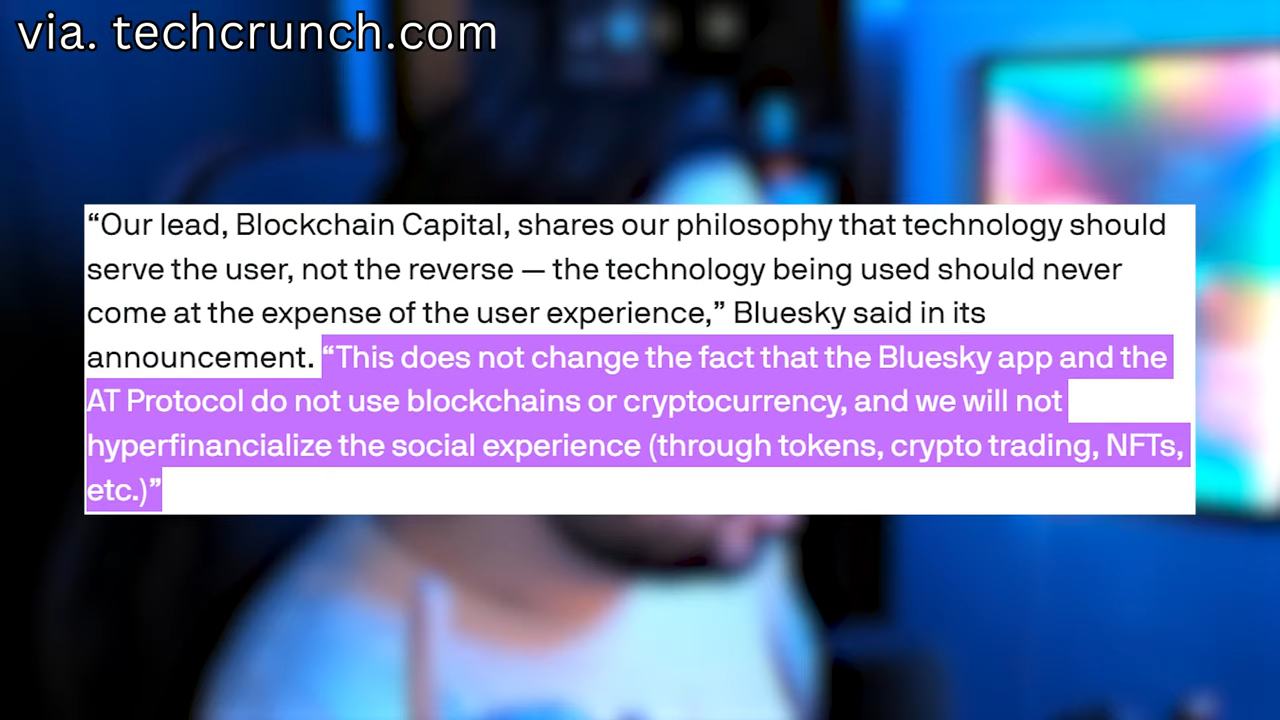 via. techcrunch.com
“Our lead, Blockchain Capital, shares our philosophy that technology should
serve the user, not the reverse — the technology being used should never
come at the expense of the user experience,” Bluesky said in its
announcement. “This does not change the fact that the Bluesky app and the
AT Protocol do not use blockchains or cryptocurrency, and we will not
hyperfinancialize the social experience (through tokens, crypto trading, NFTs,
etc.)”